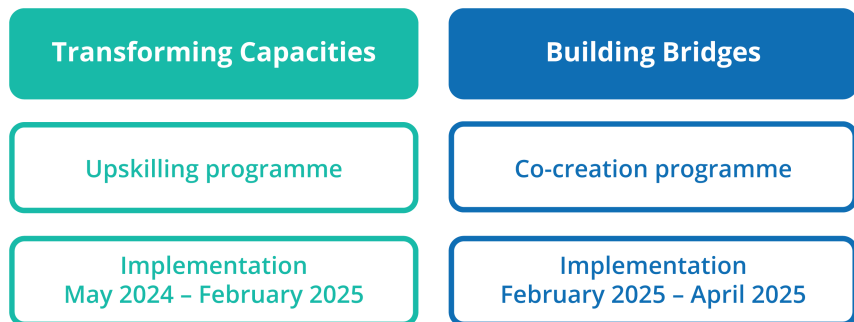 Transforming Capacities
Building Bridges
Upskilling programme
Co-creation programme
Implementation
May 2024 – February 2025
Implementation
February 2025 – April 2025